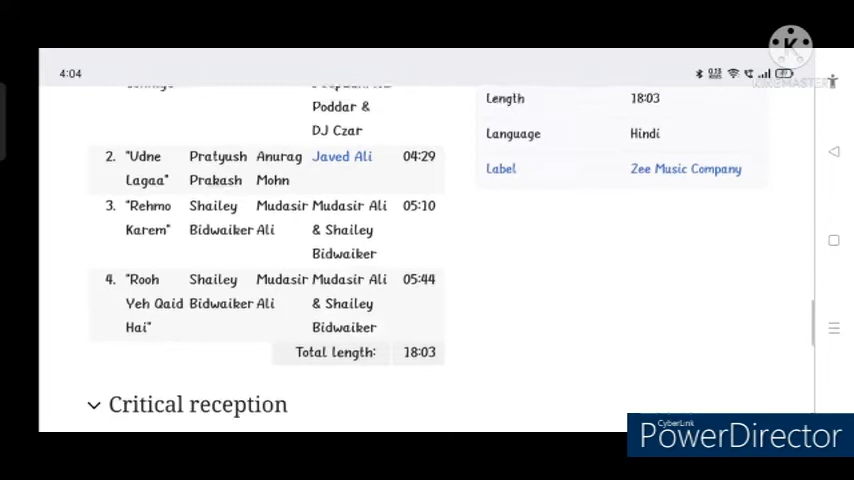 4:04
KINEMASTER
Poddar &
DJ Czar
Length 18:03
Language Hindi
Label Zee Music Company
2. "Udne Pratyush Anurag Javed Ali 04:29
Lagaa" Prakash Mohn
3. "Rehmo Shailey Mudasir Mudasir Ali 05:10
Karem" Bidwaiker Ali & Shailey
Bidwaiker
4. "Rooh Shailey Mudasir Mudasir Ali 05:44
Yeh Qaid Bidwaiker Ali & Shailey
Hai" Bidwaiker
Total length: 18:03
Critical reception
CyberLink
PowerDirector